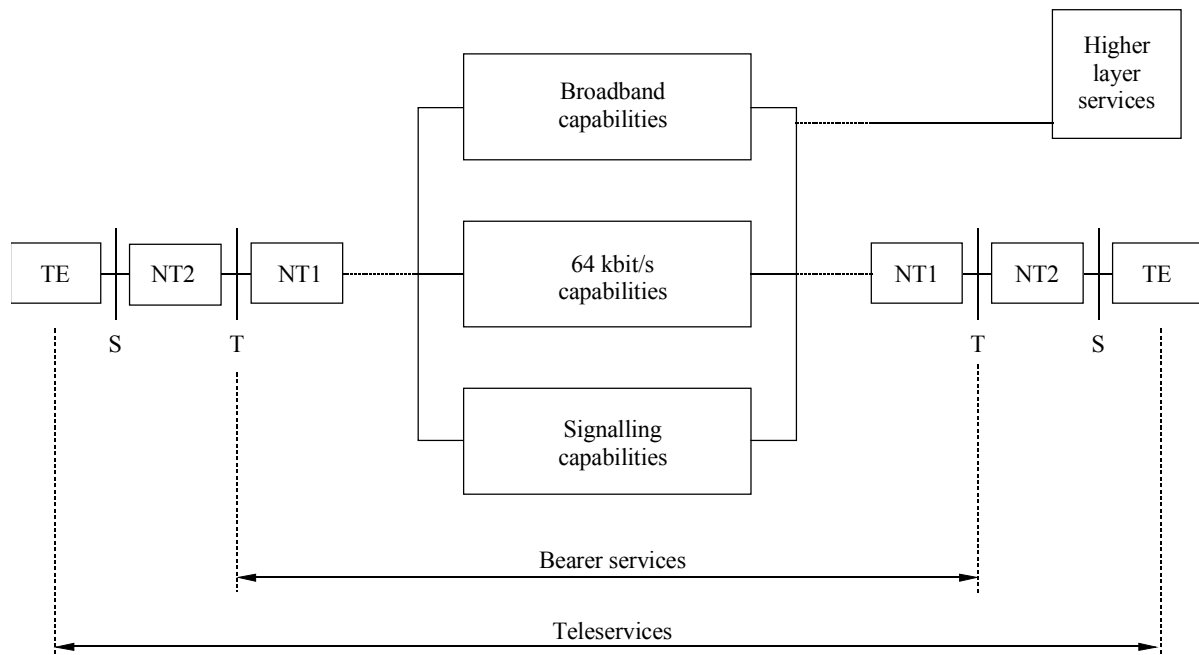 Higher
layer
services
Broadband
capabilities
TE
NT2
NT1
64 kbit/s
capabilities
NT1
NT2
TE
S
T
T
S
Signalling
capabilities
Bearer services
Teleservices